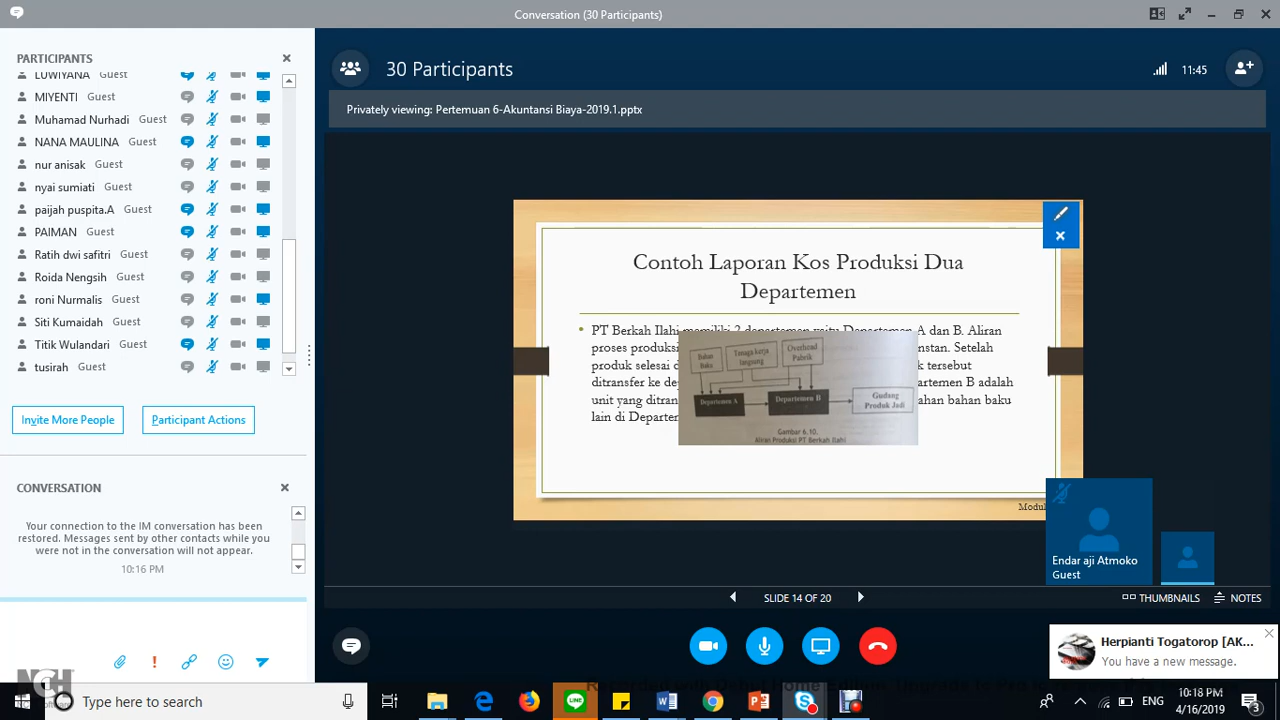 Conversation (30 Participants)
PARTICIPANTS
LUWIYANA Guest
MIYENTI Guest
Muhamad Nurhadi Guest
NANA MAULINA Guest
nur anisak Guest
nyai sumiati Guest
paijah puspita.A Guest
PAIMAN Guest
Ratih dwi safitri Guest
Roida Nengsih Guest
roni Nurmalis Guest
Siti Kumaidah Guest
Titik Wulandari Guest
tusirah Guest
Invite More People
Participant Actions
CONVERSATION
Your connection to the IM conversation has been
restored. Messages sent by other contacts while you
were not in the conversation will not appear.
10:16 PM
30 Participants
11:45
Privately viewing: Pertemuan 6-Akuntansi Biaya-2019.1.pptx
Contoh Laporan Kos Produksi Dua
Departemen
• PT Berkah Ilahi memiliki 2 departemen yaitu Departemen A dan B. Aliran
proses produksi nstan. Setelah
produk selesai d k tersebut
ditransfer ke de artemen B adalah
unit yang ditran ahan bahan baku
lain di Departem
Bahan Baku
Tenaga kerja langsung
Overhead Pabrik
Departemen A
Departemen B
Gudang Produk Jadi
Gambar 6.10.
Aliran Produksi PT Berkah Ilahi
Modul
Endar aji Atmoko
Guest
SLIDE 14 OF 20
THUMBNAILS
NOTES
Herpianti Togatorop [AK...
You have a new message.
NCH
Type here to search
ENG
10:18 PM
4/16/2019
3